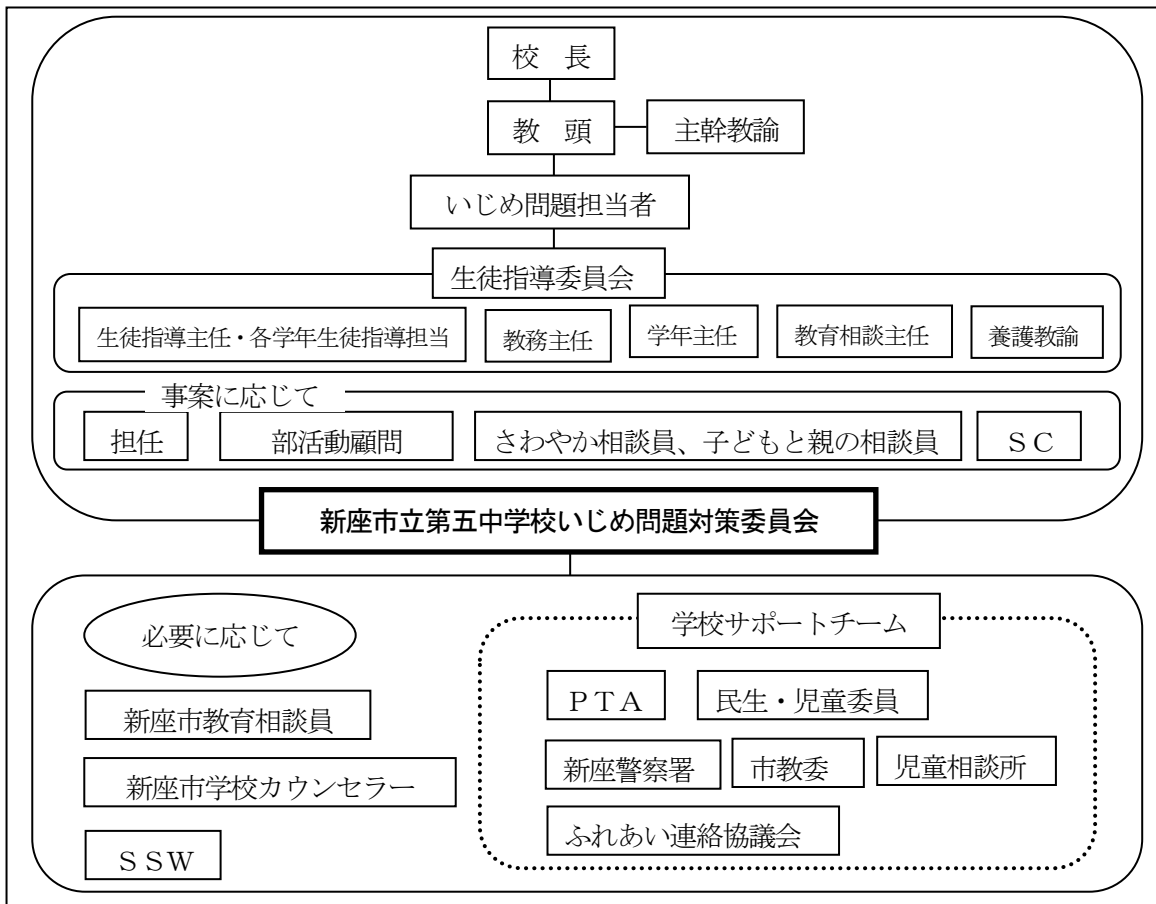 校　長
教　頭
主幹教諭
いじめ問題担当者
生徒指導委員会
生徒指導主任・各学年生徒指導担当
教務主任
学年主任
教育相談主任
養護教諭
事案に応じて
担任
部活動顧問
さわやか相談員、子どもと親の相談員
ＳＣ
新座市立第五中学校いじめ問題対策委員会
必要に応じて
新座市教育相談員
新座市学校カウンセラー
ＳＳＷ
学校サポートチーム
ＰＴＡ
民生・児童委員
新座警察署
市教委
児童相談所
ふれあい連絡協議会